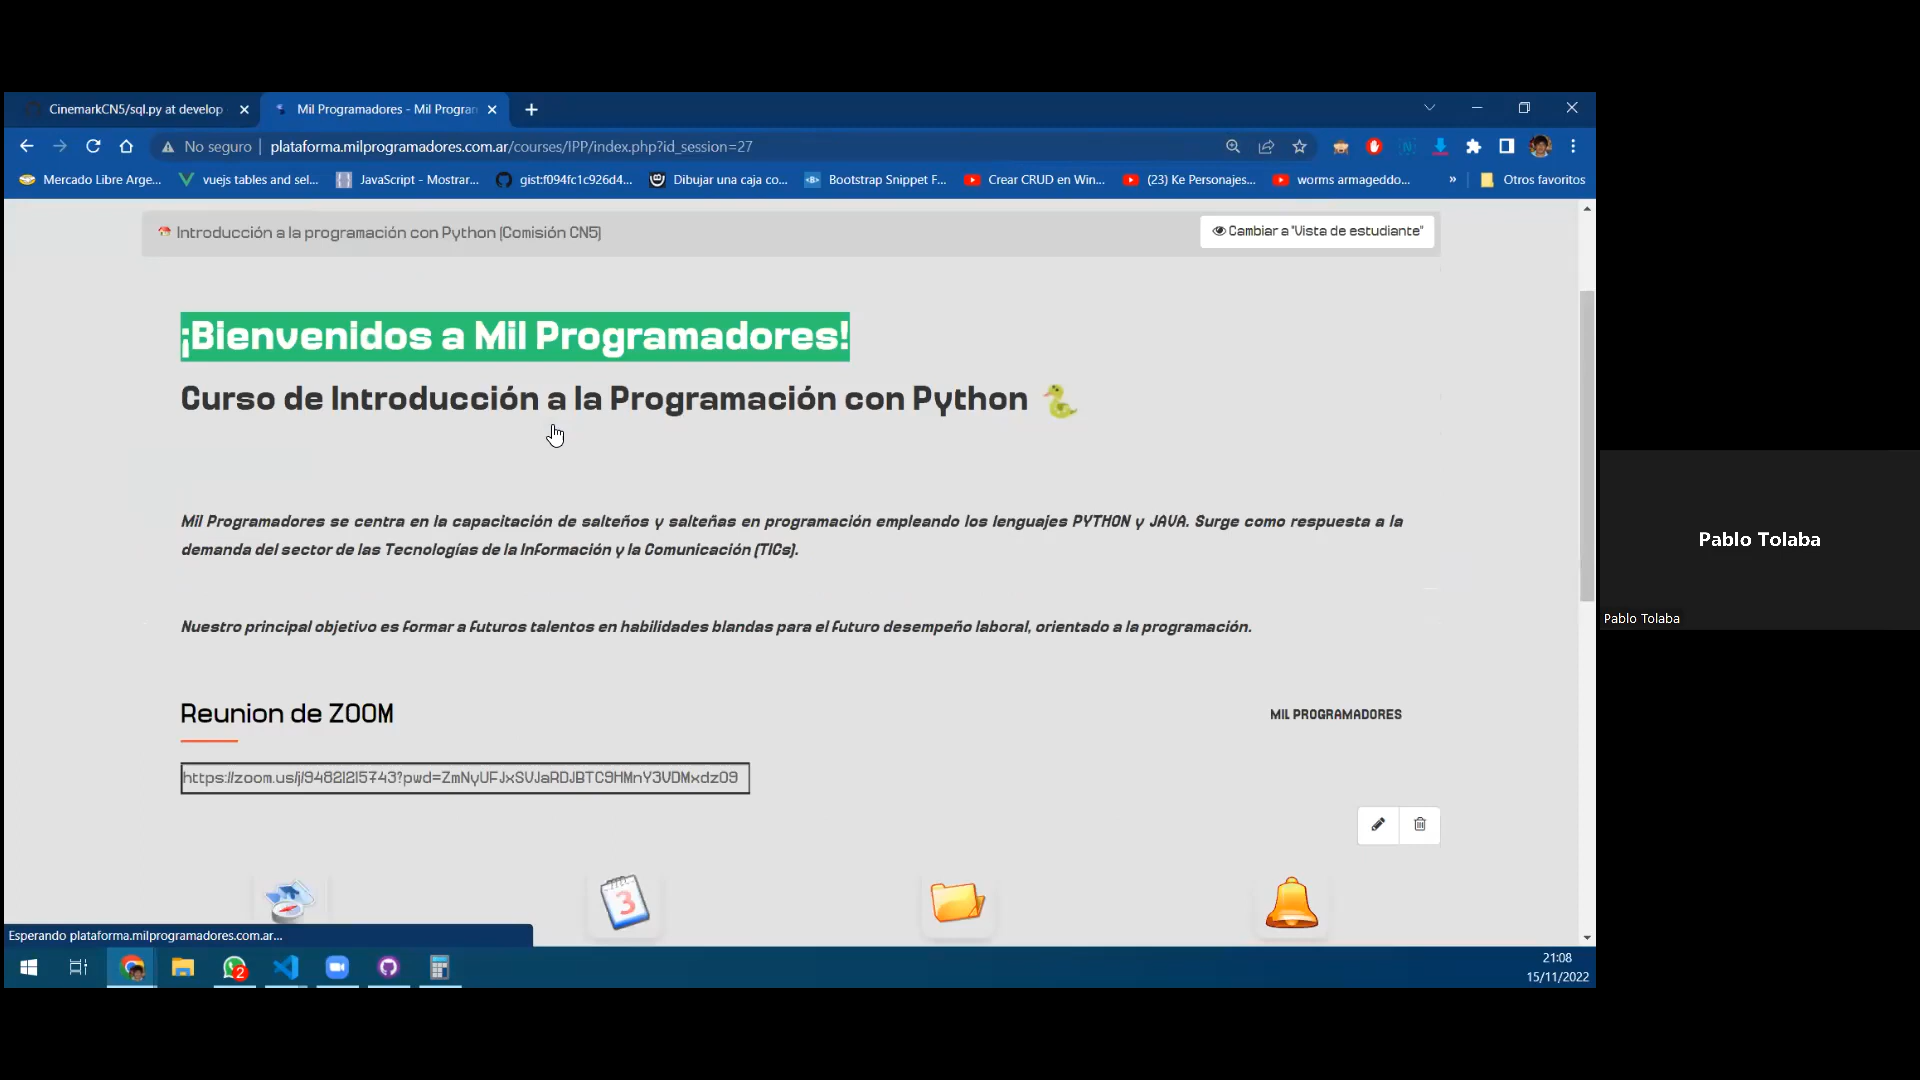 CinemarkCN5/sql.py at develop
Mil Programadores - Mil Program
No seguro
plataforma.milprogramadores.com.ar/courses/IPP/index.php?id_session=27
Mercado Libre Arge...
vuejs tables and sel...
JavaScript - Mostrar...
gist:f094fc1c926d4...
Dibujar una caja co...
Bootstrap Snippet F...
Crear CRUD en Win...
(23) Ke Personajes...
worms armageddo...
»
Otros favoritos
Introducción a la programación con Python (Comisión CN5)
Cambiar a "Vista de estudiante"
¡Bienvenidos a Mil Programadores!
Curso de Introducción a la Programación con Python
Mil Programadores se centra en la capacitación de salteños y salteñas en programación empleando los lenguajes PYTHON y JAVA. Surge como respuesta a la
demanda del sector de las Tecnologías de la Información y la Comunicación (TICs).
Nuestro principal objetivo es formar a futuros talentos en habilidades blandas para el futuro desempeño laboral, orientado a la programación.
Reunion de ZOOM
MIL PROGRAMADORES
https://zoom.us/j/94821215743?pwd=ZmNyUFJxSVJaRDJBTC9HMnY3VDMxdz09
3
Esperando plataforma.milprogramadores.com.ar...
2
21:08
15/11/2022
Pablo Tolaba
Pablo Tolaba